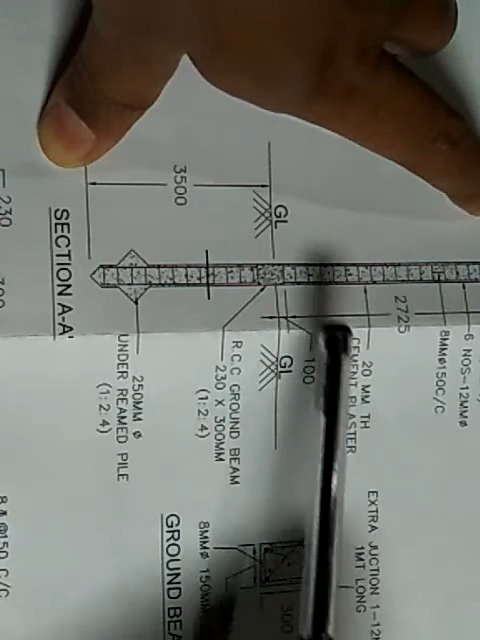 6 NOS-12MMØ
8MMØ150C/C
2725
20 MM TH
CEMENT PLASTER
100
GL
GL
3500
R.C.C GROUND BEAM
230 X 300MM
(1:2:4)
250MM Ø
UNDER REAMED PILE
(1:2:4)
SECTION A-A'
230
EXTRA JUCTION 1-12
1MT LONG
300
8MMØ 150MM
GROUND BEA
150 C/C